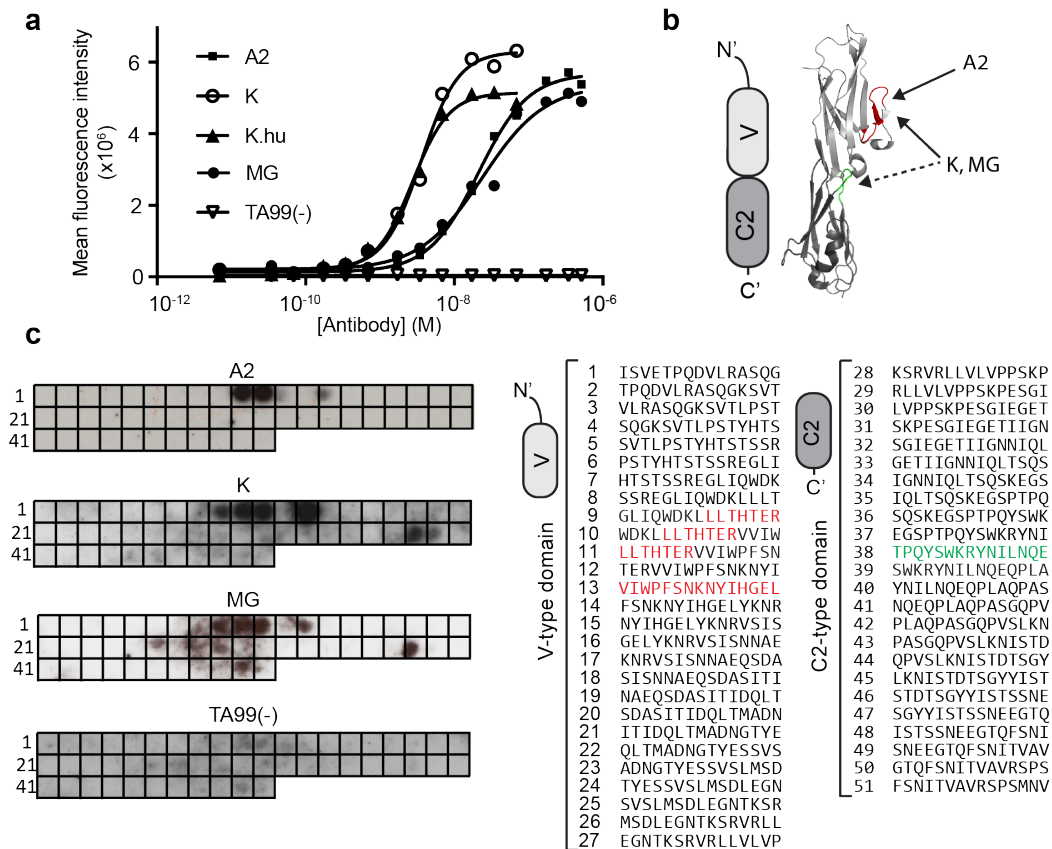 a
Mean fluorescence intensity
(x10⁶)
6
4
2
0
A2
K
K.hu
MG
TA99(-)
10⁻¹²
10⁻¹⁰
10⁻⁸
10⁻⁶
[Antibody] (M)
b
N'
V
C2
C'
A2
K, MG
c
A2
1
21
41
K
1
21
41
MG
1
21
41
TA99(-)
1
21
41
N'
V
V-type domain
1 ISVETPQDVLRASQG
2 TPQDVLRASQGKSVT
3 VLRASQGKSVTLPST
4 SQGKSVTLPSTYHTS
5 SVTLPSTYHTSTSSR
6 PSTYHTSTSSREGLI
7 HTSTSSREGLIQWDK
8 SSREGLIQWDKLLLT
9 GLIQWDKLLLTHTER
10 WDKLLLTHTERVVIW
11 LLTHTERVVIWPFSN
12 TERVVIWPFSNKNYI
13 VIWPFSNKNYIHGEL
14 FSNKNYIHGELYKNR
15 NYIHGELYKNRVSIS
16 GELYKNRVSISNNAE
17 KNRVSISNNAEQSDA
18 SISNNAEQSDASITI
19 NAEQSDASITIDQLT
20 SDASITIDQLTMADN
21 ITIDQLTMADNGTYE
22 QLTMADNGTYESSVS
23 ADNGTYESSVSLMSD
24 TYESSVSLMSDLEGN
25 SVSLMSDLEGNTKSR
26 MSDLEGNTKSRVRLL
27 EGNTKSRVRLLVLVP
C2
C'
C2-type domain
28 KSRVRLLVLVPPSKP
29 RLLVLVPPSKPESGI
30 LVPPSKPESGIEGET
31 SKPESGIEGETIIGN
32 SGIEGETIIGNNIQL
33 GETIIGNNIQLTSQS
34 IGNNIQLTSQSKEGS
35 IQLTSQSKEGSPTPQ
36 SQSKEGSPTPQYSWK
37 EGSPTPQYSWKRYNI
38 TPQYSWKRYNILNQE
39 SWKRYNILNQEQPLA
40 YNILNQEQPLAQPAS
41 NQEQPLAQPASGQPV
42 PLAQPASGQPVSLKN
43 PASGQPVSLKNISTD
44 QPVSLKNISTDTSGY
45 LKNISTDTSGYYIST
46 STDTSGYYISTSSNE
47 SGYYISTSSNEEGTQ
48 ISTSSNEEGTQFSNI
49 SNEEGTQFSNITVAV
50 GTQFSNITVAVRSPS
51 FSNITVAVRSPSMNV